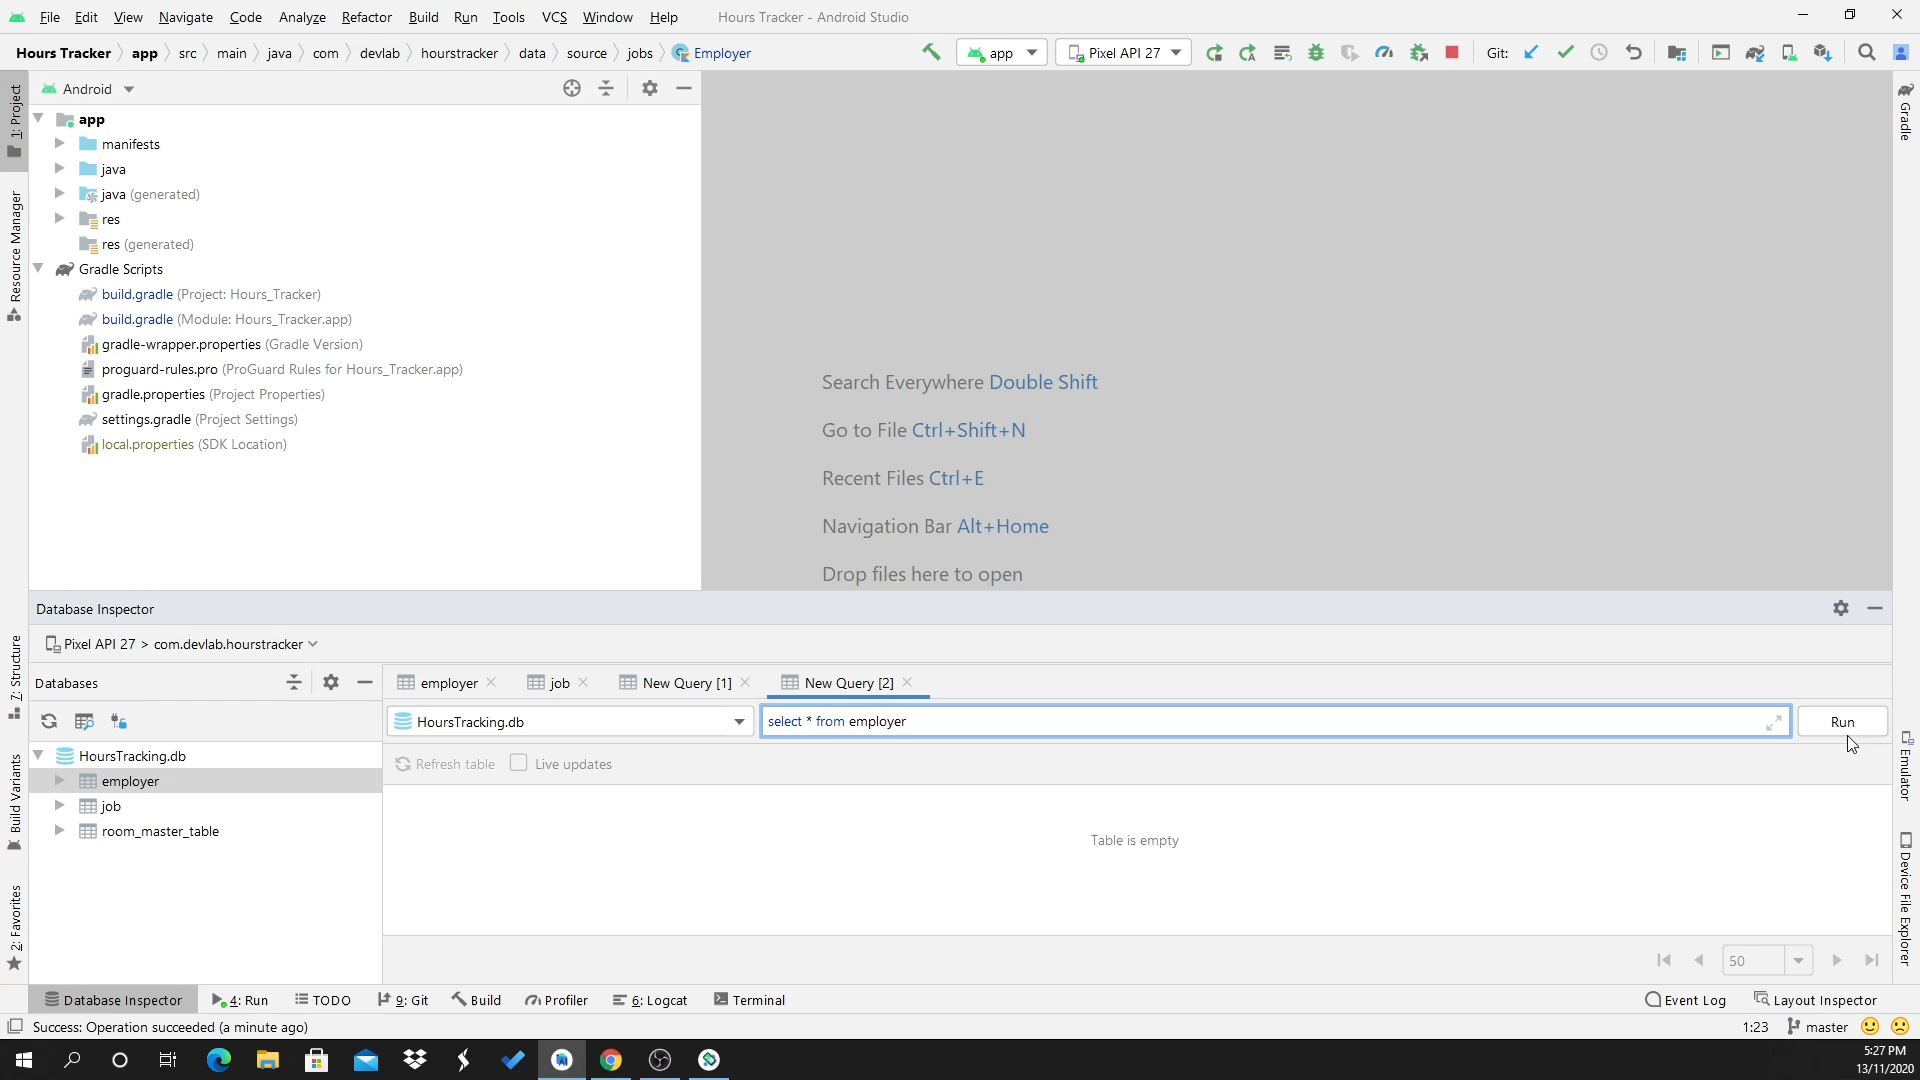 File Edit View Navigate Code Analyze Refactor Build Run Tools VCS Window Help Hours Tracker - Android Studio
Hours Tracker app src main java com devlab hourstracker data source jobs Employer app Pixel API 27 Git:
1: Project
Resource Manager
7: Structure
Build Variants
2: Favorites
Android
app
manifests
java
java (generated)
res
res (generated)
Gradle Scripts
build.gradle (Project: Hours_Tracker)
build.gradle (Module: Hours_Tracker.app)
gradle-wrapper.properties (Gradle Version)
proguard-rules.pro (ProGuard Rules for Hours_Tracker.app)
gradle.properties (Project Properties)
settings.gradle (Project Settings)
local.properties (SDK Location)
Search Everywhere Double Shift
Go to File Ctrl+Shift+N
Recent Files Ctrl+E
Navigation Bar Alt+Home
Drop files here to open
Gradle
Emulator
Device File Explorer
Database Inspector
Pixel API 27 > com.devlab.hourstracker
Databases
HoursTracking.db
employer
job
room_master_table
employer job New Query [1] New Query [2]
HoursTracking.db select * from employer Run
Refresh table Live updates
Table is empty
50
Database Inspector 4: Run TODO 9: Git Build Profiler 6: Logcat Terminal Event Log Layout Inspector
Success: Operation succeeded (a minute ago) 1:23 master
5:27 PM
13/11/2020